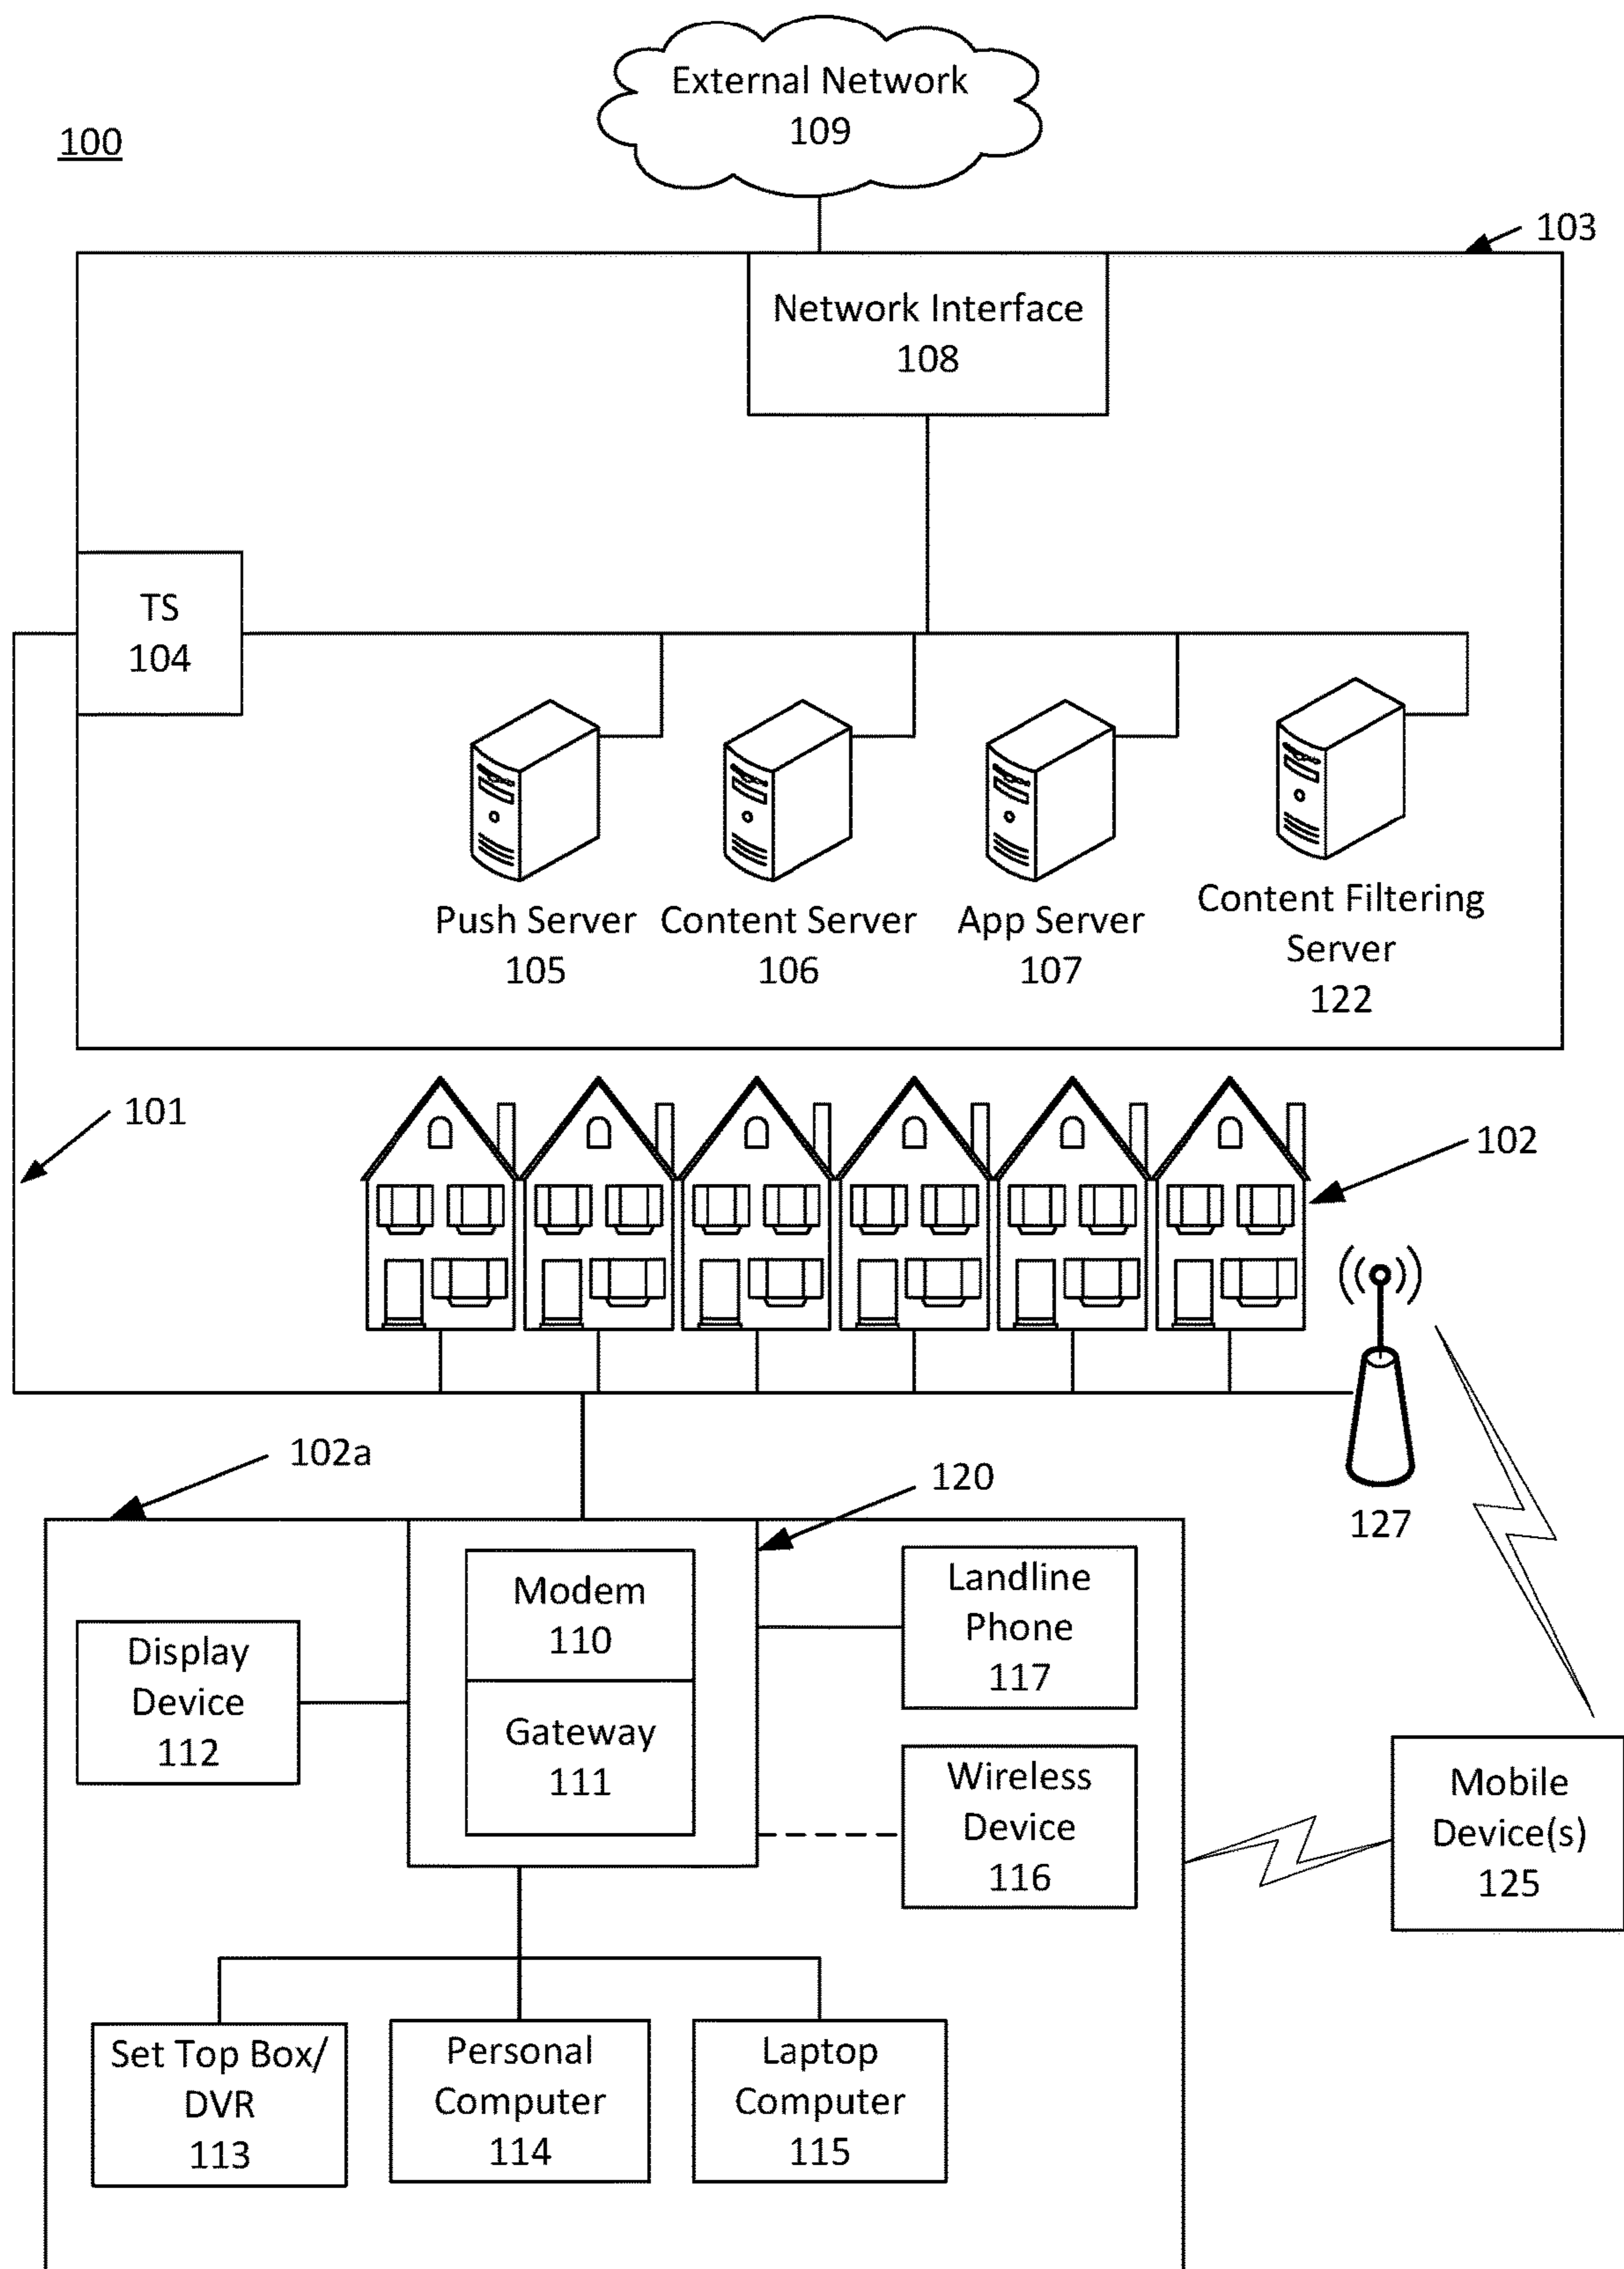 External Network
109
100
103
Network Interface
108
TS
104
Push Server
105
Content Server
106
App Server
107
Content Filtering
Server
122
101
102
127
102a
120
Modem
110
Gateway
111
Display
Device
112
Landline
Phone
117
Wireless
Device
116
Mobile
Device(s)
125
Set Top Box/
DVR
113
Personal
Computer
114
Laptop
Computer
115